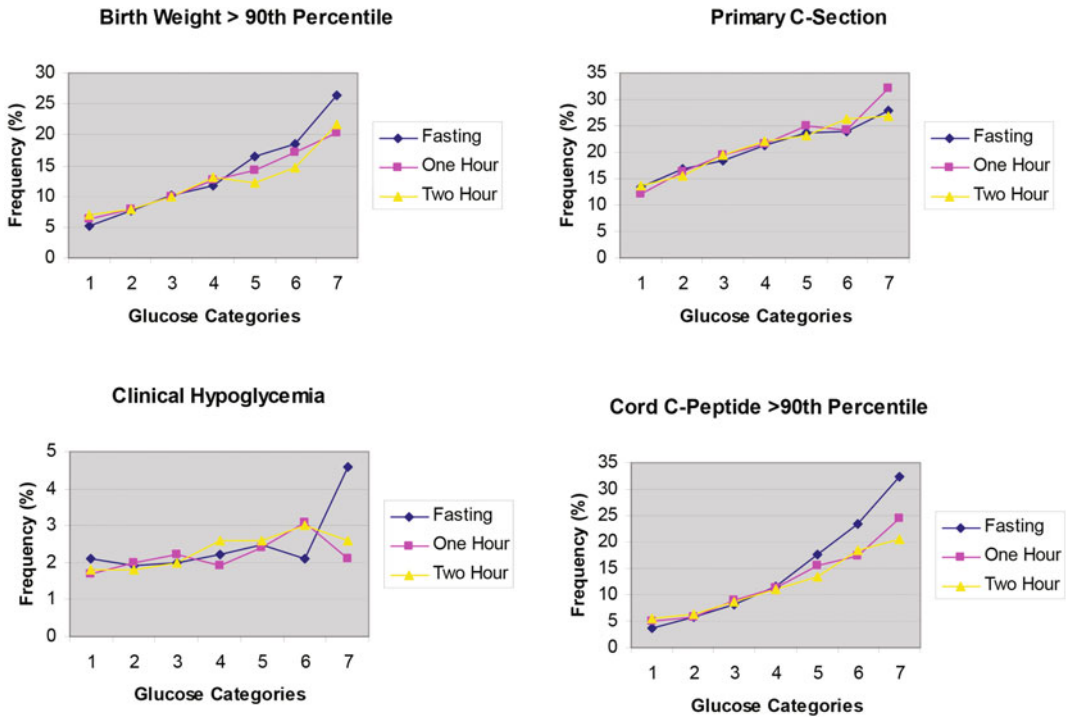 Birth Weight > 90th Percentile
Frequency (%)
30
25
20
15
10
5
0
1 2 3 4 5 6 7
Glucose Categories
Fasting
One Hour
Two Hour
Primary C-Section
Frequency (%)
35
30
25
20
15
10
5
0
1 2 3 4 5 6 7
Glucose Categories
Fasting
One Hour
Two Hour
Clinical Hypoglycemia
Frequency (%)
5
4
3
2
1
0
1 2 3 4 5 6 7
Glucose Categories
Fasting
One Hour
Two Hour
Cord C-Peptide >90th Percentile
Frequency (%)
35
30
25
20
15
10
5
0
1 2 3 4 5 6 7
Glucose Categories
Fasting
One Hour
Two Hour